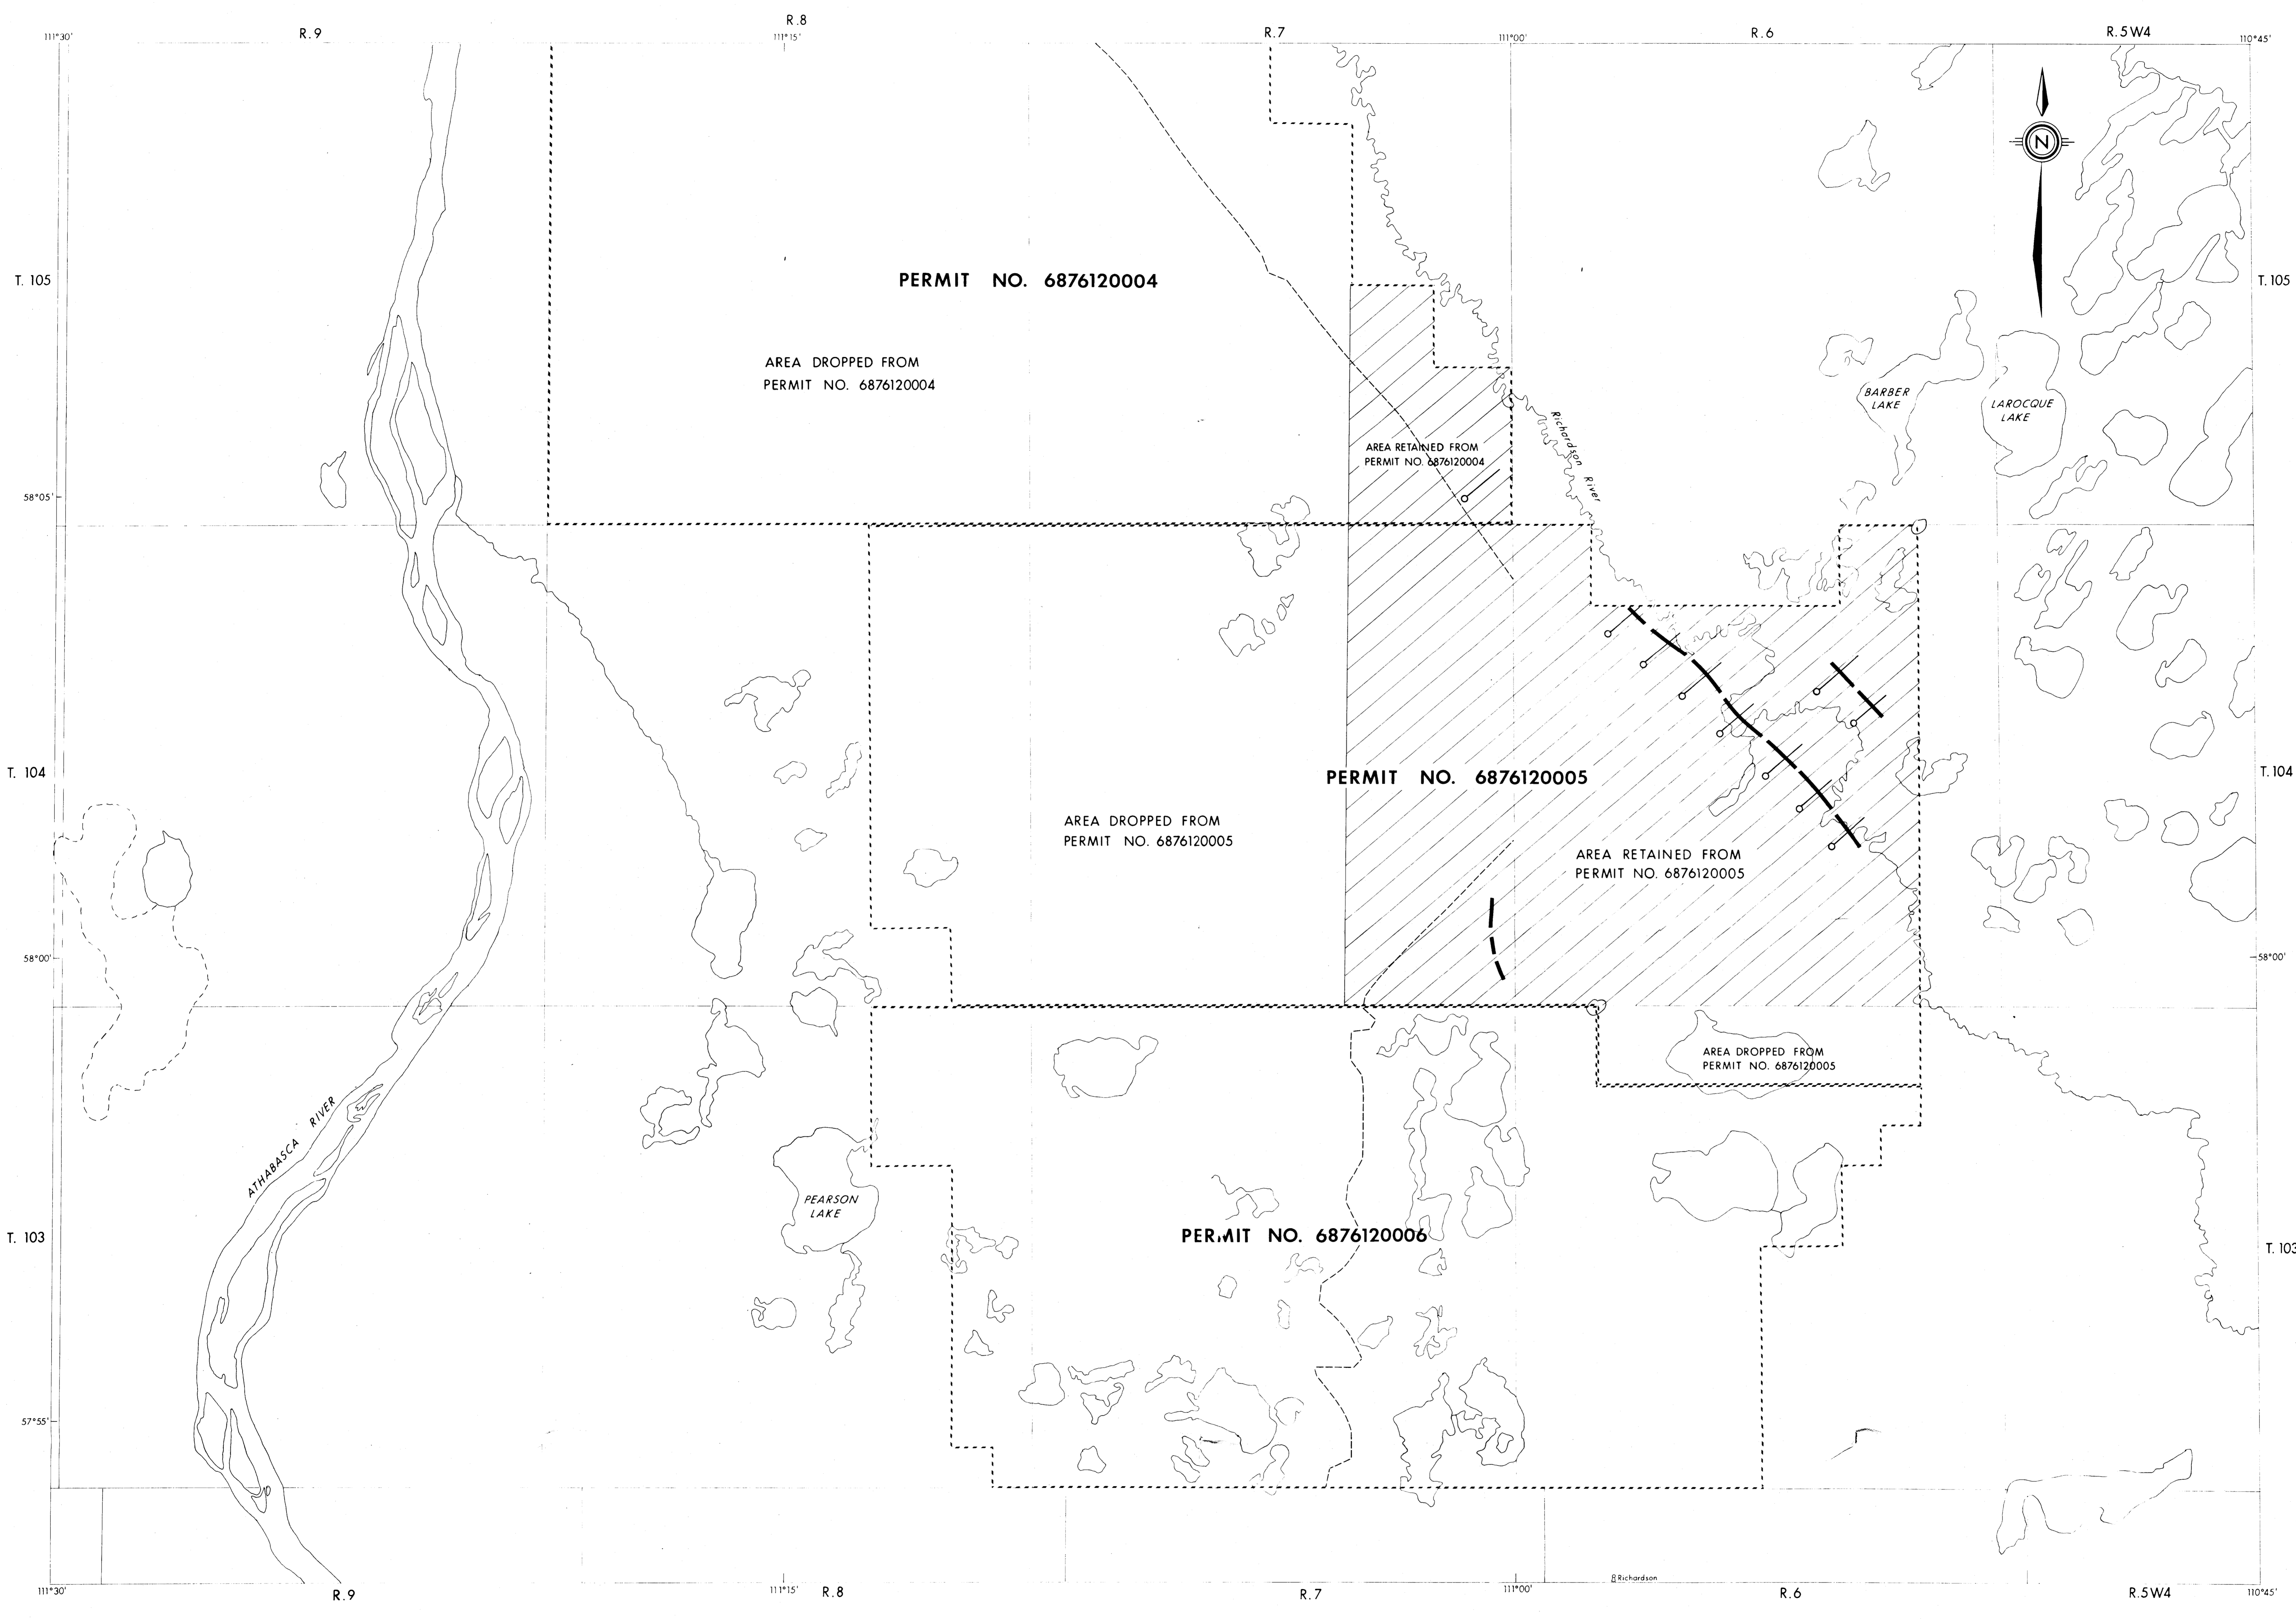 R.8
R.9
R.7
R.6
R.5W4
111°30'
111°15'
111°00'
110°45'
N
T. 105
PERMIT NO. 6876120004
T. 105
AREA DROPPED FROM
PERMIT NO. 6876120004
BARBER
LAKE
LAROCQUE
LAKE
Richardson River
AREA RETAINED FROM
PERMIT NO. 6876120004
58°05'
T. 104
PERMIT NO. 6876120005
T. 104
AREA DROPPED FROM
PERMIT NO. 6876120005
AREA RETAINED FROM
PERMIT NO. 6876120005
58°00'
58°00'
AREA DROPPED FROM
PERMIT NO. 6876120005
ATHABASCA RIVER
PEARSON
LAKE
T. 103
PERMIT NO. 6876120006
T. 103
57°55'
R Richardson
111°30'
111°15'
111°00'
110°45'
R.9
R.8
R.7
R.6
R.5W4